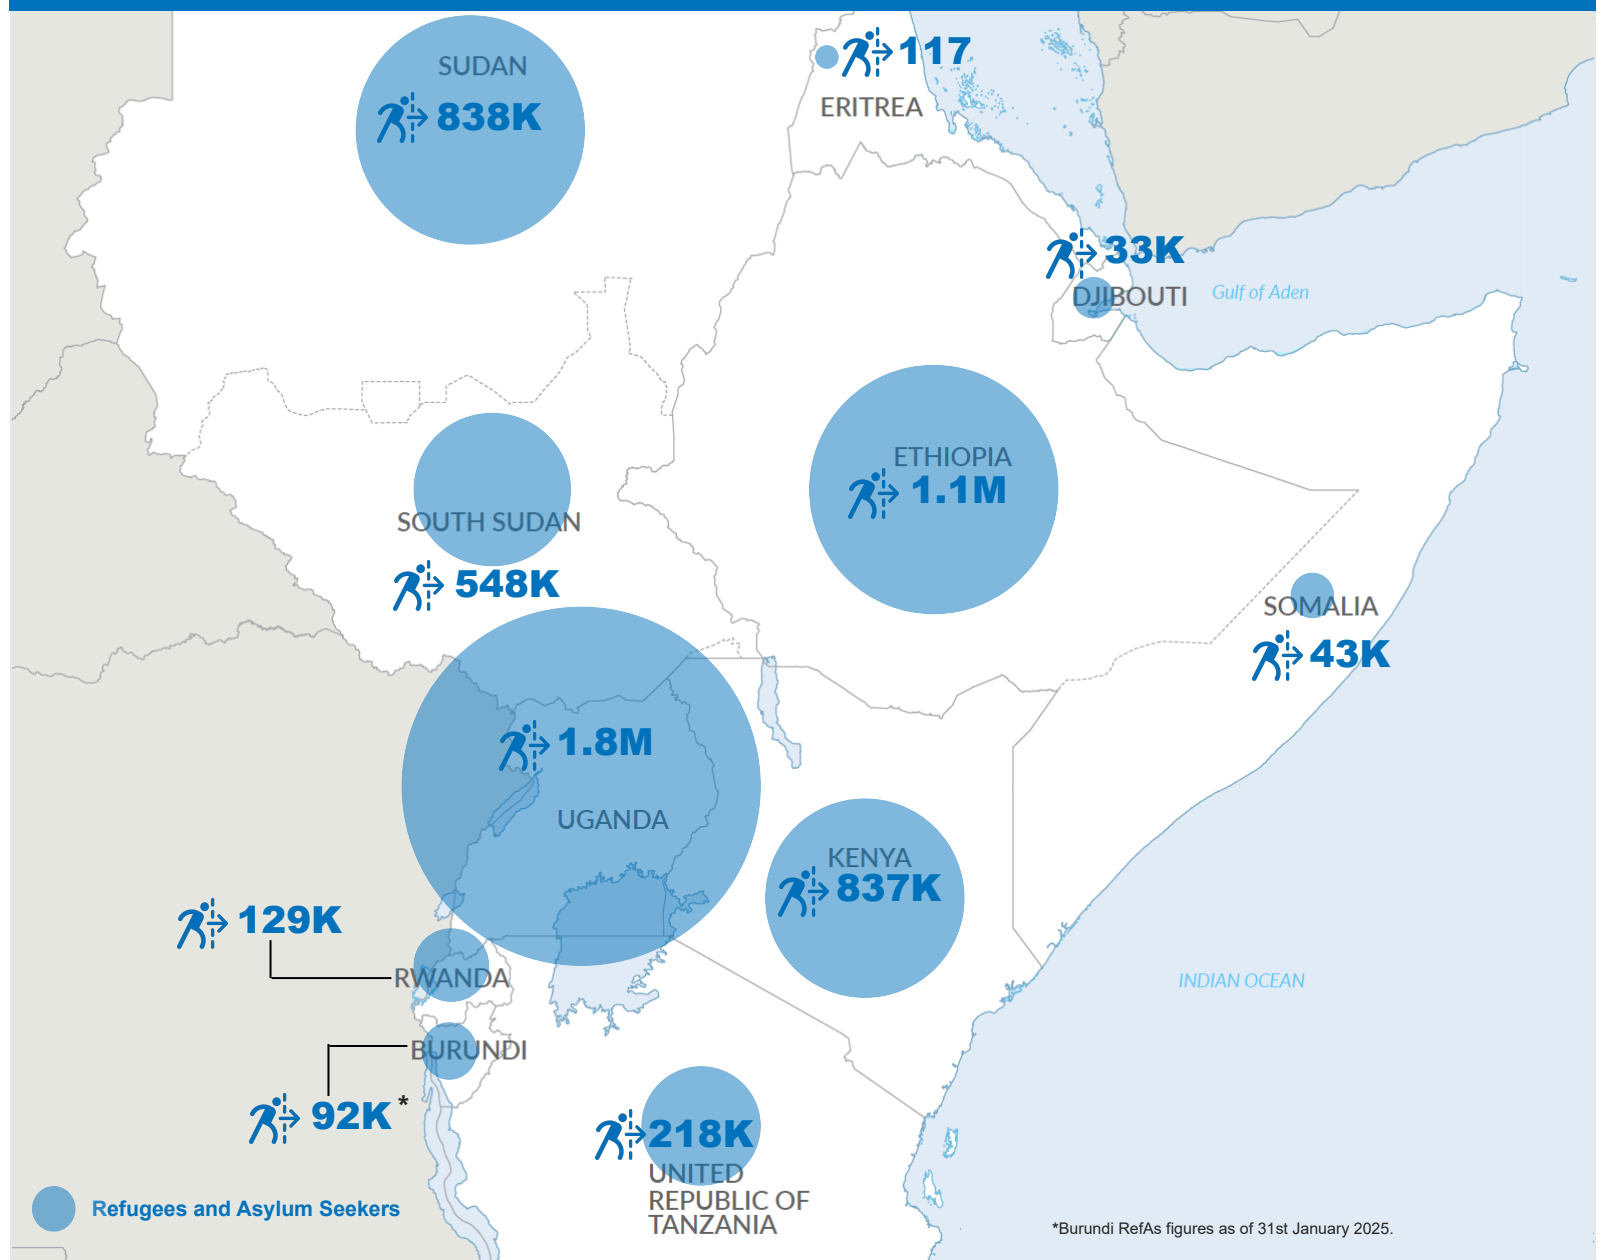 SUDAN
838K
117
ERITREA
33K
DJIBOUTI
Gulf of Aden
ETHIOPIA
1.1M
SOUTH SUDAN
548K
SOMALIA
43K
1.8M
UGANDA
KENYA
837K
129K
RWANDA
INDIAN OCEAN
BURUNDI
92K*
218K
UNITED
REPUBLIC OF
TANZANIA
Refugees and Asylum Seekers
*Burundi RefAs figures as of 31st January 2025.